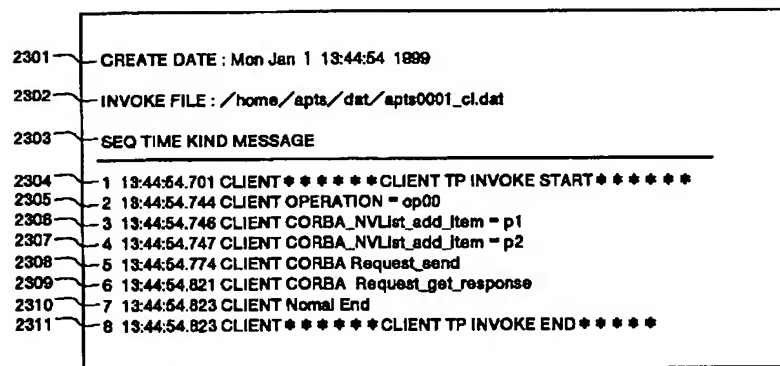 2301 CREATE DATE : Mon Jan 1 13:44:54 1999
2302 INVOKE FILE : /home/apts/dat/apts0001_cl.dat
2303 SEQ TIME KIND MESSAGE
2304 1 13:44:54.701 CLIENT******CLIENT TP INVOKE START******
2305 2 13:44:54.744 CLIENT OPERATION = op00
2306 3 13:44:54.746 CLIENT CORBA_NVList_add_item = p1
2307 4 13:44:54.747 CLIENT CORBA_NVList_add_item = p2
2308 5 13:44:54.774 CLIENT CORBA Request_send
2309 6 13:44:54.821 CLIENT CORBA Request_get_response
2310 7 13:44:54.823 CLIENT Nomal End
2311 8 13:44:54.823 CLIENT******CLIENT TP INVOKE END*****